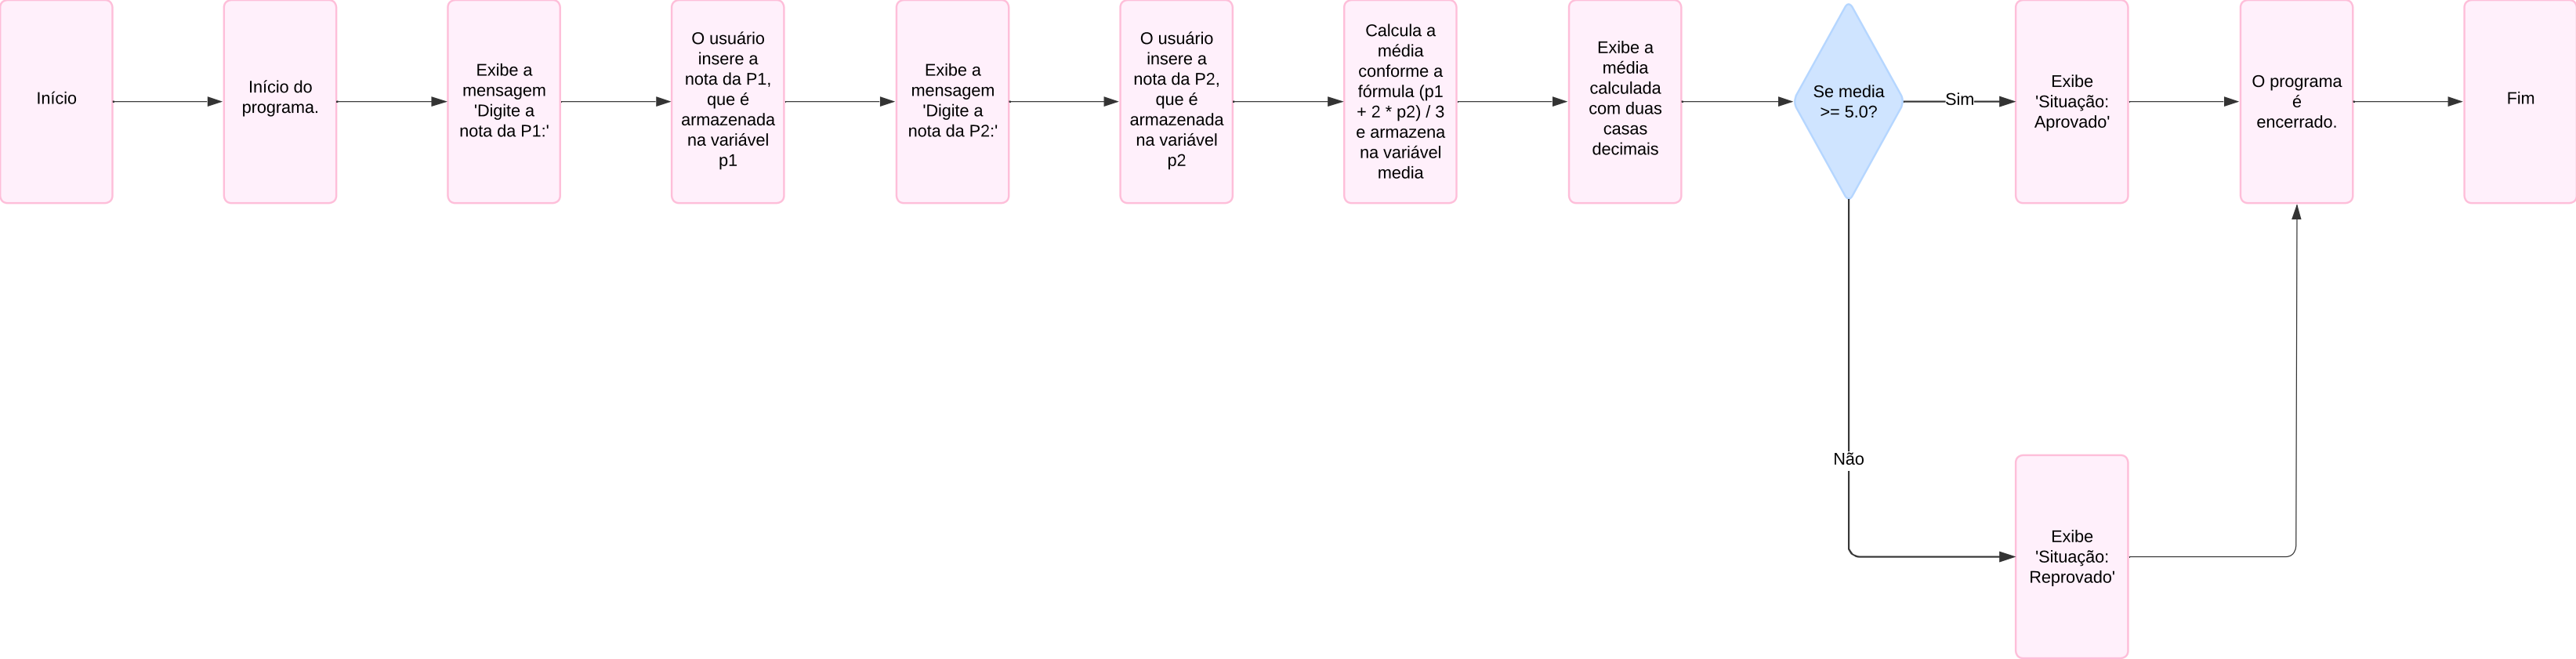 Início
Início do
programa.
Exibe a
mensagem
'Digite a
nota da P1:'
O usuário
insere a
nota da P1,
que é
armazenada
na variável
p1
Exibe a
mensagem
'Digite a
nota da P2:'
O usuário
insere a
nota da P2,
que é
armazenada
na variável
p2
Calcula a
média
conforme a
fórmula (p1
+ 2 * p2) / 3
e armazena
na variável
media
Exibe a
média
calculada
com duas
casas
decimais
Se media
>= 5.0?
Sim
Exibe
'Situação:
Aprovado'
O programa
é
encerrado.
Fim
Não
Exibe
'Situação:
Reprovado'